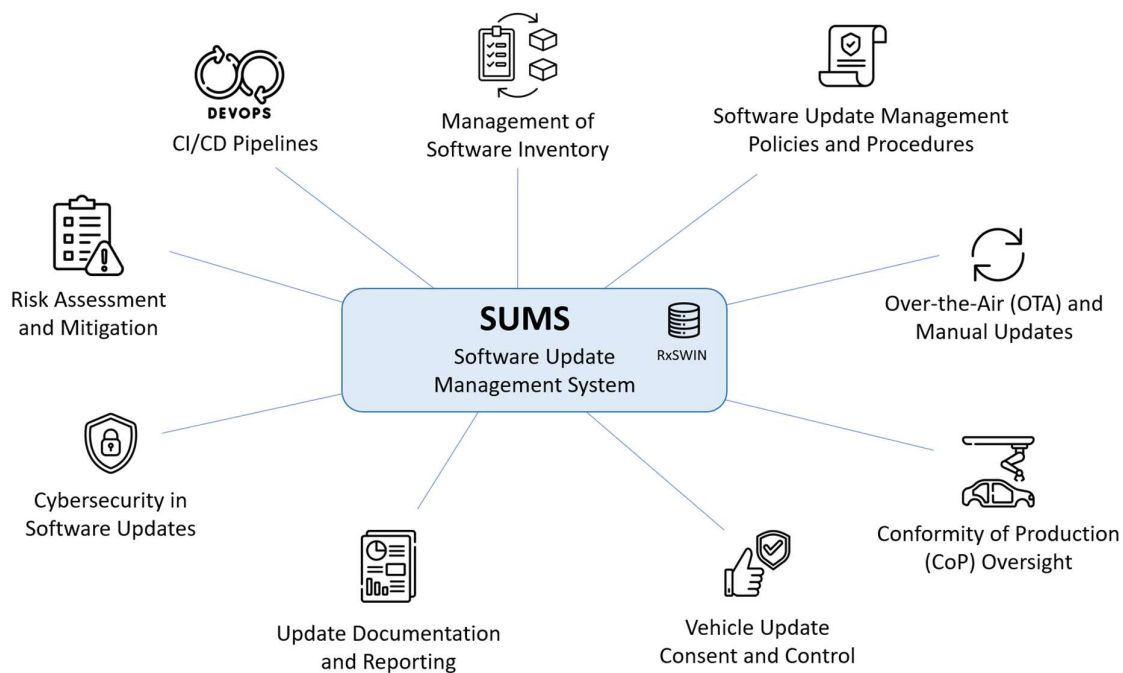 DEVOPS
CI/CD Pipelines
Management of
Software Inventory
Software Update Management
Policies and Procedures
Risk Assessment
and Mitigation
SUMS
Software Update
Management System
RxSWIN
Over-the-Air (OTA) and
Manual Updates
Cybersecurity in
Software Updates
Conformity of Production
(CoP) Oversight
Update Documentation
and Reporting
Vehicle Update
Consent and Control